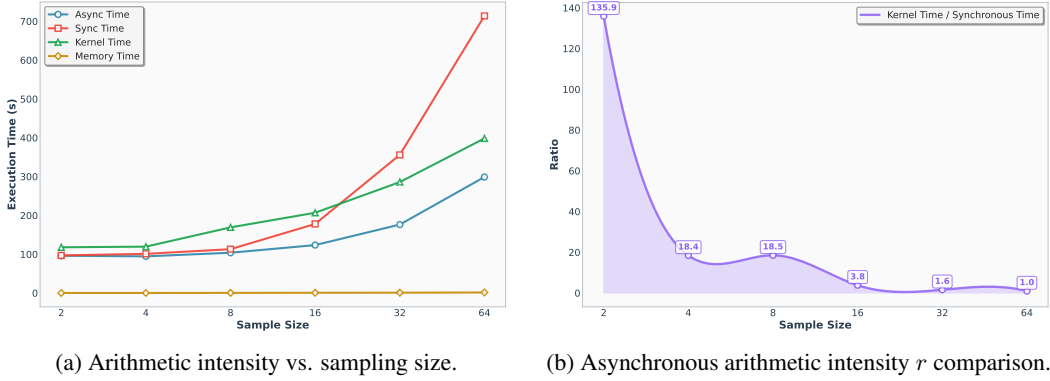 Async Time
Sync Time
Kernel Time
Memory Time
700
600
500
400
300
200
100
0
Execution Time (s)
2 4 8 16 32 64
Sample Size
(a) Arithmetic intensity vs. sampling size.
Kernel Time / Synchronous Time
140
120
100
80
60
40
20
0
Ratio
135.9
18.4
18.5
3.8
1.6
1.0
2 4 8 16 32 64
Sample Size
(b) Asynchronous arithmetic intensity r comparison.